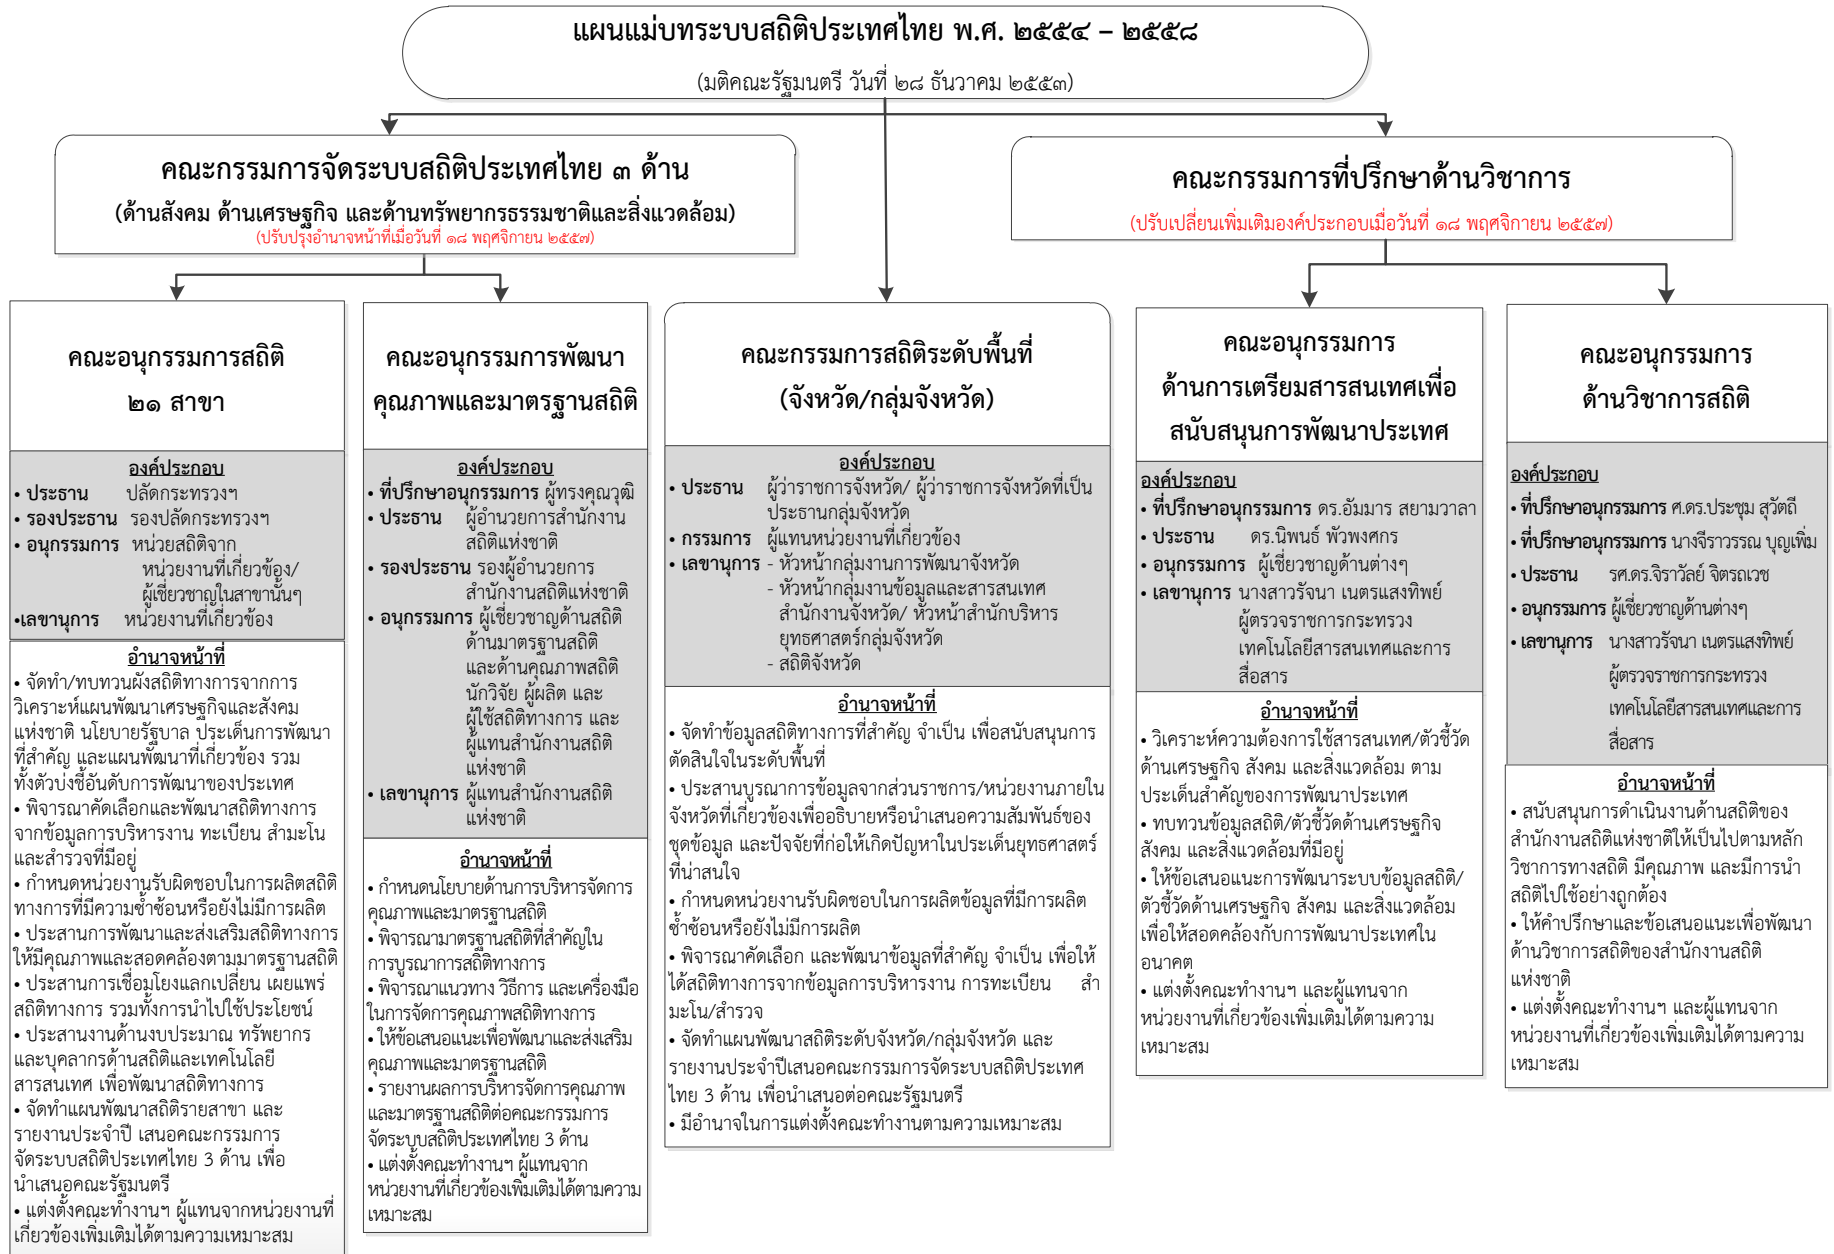 แผนแม่บทระบบสถิติประเทศไทย พ.ศ. ๒๕๕๔ – ๒๕๕๘
(มติคณะรัฐมนตรี วันที่ ๒๘ ธันวาคม ๒๕๕๓)
คณะกรรมการจัดระบบสถิติประเทศไทย ๓ ด้าน
(ด้านสังคม ด้านเศรษฐกิจ และด้านทรัพยากรธรรมชาติและสิ่งแวดล้อม)
(ปรับปรุงอำนาจหน้าที่เมื่อวันที่ ๑๘ พฤศจิกายน ๒๕๕๗)
คณะกรรมการที่ปรึกษาด้านวิชาการ
(ปรับเปลี่ยนเพิ่มเติมองค์ประกอบเมื่อวันที่ ๑๘ พฤศจิกายน ๒๕๕๗)
คณะอนุกรรมการสถิติ
๒๑ สาขา
องค์ประกอบ
• ประธาน ปลัดกระทรวงฯ
• รองประธาน รองปลัดกระทรวงฯ
• อนุกรรมการ หน่วยสถิติจาก
หน่วยงานที่เกี่ยวข้อง/
ผู้เชี่ยวชาญในสาขานั้นๆ
•เลขานุการ หน่วยงานที่เกี่ยวข้อง
อำนาจหน้าที่
• จัดทำ/ทบทวนผังสถิติทางการจากการ
วิเคราะห์แผนพัฒนาเศรษฐกิจและสังคม
แห่งชาติ นโยบายรัฐบาล ประเด็นการพัฒนา
ที่สำคัญ และแผนพัฒนาที่เกี่ยวข้อง รวม
ทั้งตัวบ่งชี้อันดับการพัฒนาของประเทศ
• พิจารณาคัดเลือกและพัฒนาสถิติทางการ
จากข้อมูลการบริหารงาน ทะเบียน สำมะโน
และสำรวจที่มีอยู่
• กำหนดหน่วยงานรับผิดชอบในการผลิตสถิติ
ทางการที่มีความซ้ำซ้อนหรือยังไม่มีการผลิต
• ประสานการพัฒนาและส่งเสริมสถิติทางการ
ให้มีคุณภาพและสอดคล้องตามมาตรฐานสถิติ
• ประสานการเชื่อมโยงแลกเปลี่ยน เผยแพร่
สถิติทางการ รวมทั้งการนำไปใช้ประโยชน์
• ประสานงานด้านงบประมาณ ทรัพยากร
และบุคลากรด้านสถิติและเทคโนโลยี
สารสนเทศ เพื่อพัฒนาสถิติทางการ
• จัดทำแผนพัฒนาสถิติรายสาขา และ
รายงานประจำปี เสนอคณะกรรมการ
จัดระบบสถิติประเทศไทย 3 ด้าน เพื่อ
นำเสนอคณะรัฐมนตรี
• แต่งตั้งคณะทำงานฯ ผู้แทนจากหน่วยงานที่
เกี่ยวข้องเพิ่มเติมได้ตามความเหมาะสม
คณะอนุกรรมการพัฒนา
คุณภาพและมาตรฐานสถิติ
องค์ประกอบ
• ที่ปรึกษาอนุกรรมการ ผู้ทรงคุณวุฒิ
• ประธาน ผู้อำนวยการสำนักงาน
สถิติแห่งชาติ
• รองประธาน รองผู้อำนวยการ
สำนักงานสถิติแห่งชาติ
• อนุกรรมการ ผู้เชี่ยวชาญด้านสถิติ
ด้านมาตรฐานสถิติ
และด้านคุณภาพสถิติ
นักวิจัย ผู้ผลิต และ
ผู้ใช้สถิติทางการ และ
ผู้แทนสำนักงานสถิติ
แห่งชาติ
• เลขานุการ ผู้แทนสำนักงานสถิติ
แห่งชาติ
อำนาจหน้าที่
• กำหนดนโยบายด้านการบริหารจัดการ
คุณภาพและมาตรฐานสถิติ
• พิจารณามาตรฐานสถิติที่สำคัญใน
การบูรณาการสถิติทางการ
• พิจารณาแนวทาง วิธีการ และเครื่องมือ
ในการจัดการคุณภาพสถิติทางการ
• ให้ข้อเสนอแนะเพื่อพัฒนาและส่งเสริม
คุณภาพและมาตรฐานสถิติ
• รายงานผลการบริหารจัดการคุณภาพ
และมาตรฐานสถิติต่อคณะกรรมการ
จัดระบบสถิติประเทศไทย 3 ด้าน
• แต่งตั้งคณะทำงานฯ ผู้แทนจาก
หน่วยงานที่เกี่ยวข้องเพิ่มเติมได้ตามความ
เหมาะสม
คณะกรรมการสถิติระดับพื้นที่
(จังหวัด/กลุ่มจังหวัด)
องค์ประกอบ
• ประธาน ผู้ว่าราชการจังหวัด/ ผู้ว่าราชการจังหวัดที่เป็น
ประธานกลุ่มจังหวัด
• กรรมการ ผู้แทนหน่วยงานที่เกี่ยวข้อง
• เลขานุการ - หัวหน้ากลุ่มงานการพัฒนาจังหวัด
- หัวหน้ากลุ่มงานข้อมูลและสารสนเทศ
สำนักงานจังหวัด/ หัวหน้าสำนักบริหาร
ยุทธศาสตร์กลุ่มจังหวัด
- สถิติจังหวัด
อำนาจหน้าที่
• จัดทำข้อมูลสถิติทางการที่สำคัญ จำเป็น เพื่อสนับสนุนการ
ตัดสินใจในระดับพื้นที่
• ประสานบูรณาการข้อมูลจากส่วนราชการ/หน่วยงานภายใน
จังหวัดที่เกี่ยวข้องเพื่ออธิบายหรือนำเสนอความสัมพันธ์ของ
ชุดข้อมูล และปัจจัยที่ก่อให้เกิดปัญหาในประเด็นยุทธศาสตร์
ที่น่าสนใจ
• กำหนดหน่วยงานรับผิดชอบในการผลิตข้อมูลที่มีการผลิต
ซ้ำซ้อนหรือยังไม่มีการผลิต
• พิจารณาคัดเลือก และพัฒนาข้อมูลที่สำคัญ จำเป็น เพื่อให้
ได้สถิติทางการจากข้อมูลการบริหารงาน การทะเบียน สำ
มะโน/สำรวจ
• จัดทำแผนพัฒนาสถิติระดับจังหวัด/กลุ่มจังหวัด และ
รายงานประจำปีเสนอคณะกรรมการจัดระบบสถิติประเทศ
ไทย 3 ด้าน เพื่อนำเสนอต่อคณะรัฐมนตรี
• มีอำนาจในการแต่งตั้งคณะทำงานตามความเหมาะสม
คณะอนุกรรมการ
ด้านการเตรียมสารสนเทศเพื่อ
สนับสนุนการพัฒนาประเทศ
องค์ประกอบ
• ที่ปรึกษาอนุกรรมการ ดร.อัมมาร สยามวาลา
• ประธาน ดร.นิพนธ์ พัวพงศกร
• อนุกรรมการ ผู้เชี่ยวชาญด้านต่างๆ
• เลขานุการ นางสาวรัจนา เนตรแสงทิพย์
ผู้ตรวจราชการกระทรวง
เทคโนโลยีสารสนเทศและการ
สื่อสาร
อำนาจหน้าที่
• วิเคราะห์ความต้องการใช้สารสนเทศ/ตัวชี้วัด
ด้านเศรษฐกิจ สังคม และสิ่งแวดล้อม ตาม
ประเด็นสำคัญของการพัฒนาประเทศ
• ทบทวนข้อมูลสถิติ/ตัวชี้วัดด้านเศรษฐกิจ
สังคม และสิ่งแวดล้อมที่มีอยู่
• ให้ข้อเสนอแนะการพัฒนาระบบข้อมูลสถิติ/
ตัวชี้วัดด้านเศรษฐกิจ สังคม และสิ่งแวดล้อม
เพื่อให้สอดคล้องกับการพัฒนาประเทศใน
อนาคต
• แต่งตั้งคณะทำงานฯ และผู้แทนจาก
หน่วยงานที่เกี่ยวข้องเพิ่มเติมได้ตามความ
เหมาะสม
คณะอนุกรรมการ
ด้านวิชาการสถิติ
องค์ประกอบ
• ที่ปรึกษาอนุกรรมการ ศ.ดร.ประชุม สุวัตถี
• ที่ปรึกษาอนุกรรมการ นางจีราวรรณ บุญเพิ่ม
• ประธาน รศ.ดร.จิราวัลย์ จิตรถเวช
• อนุกรรมการ ผู้เชี่ยวชาญด้านต่างๆ
• เลขานุการ นางสาวรัจนา เนตรแสงทิพย์
ผู้ตรวจราชการกระทรวง
เทคโนโลยีสารสนเทศและการ
สื่อสาร
อำนาจหน้าที่
• สนับสนุนการดำเนินงานด้านสถิติของ
สำนักงานสถิติแห่งชาติให้เป็นไปตามหลัก
วิชาการทางสถิติ มีคุณภาพ และมีการนำ
สถิติไปใช้อย่างถูกต้อง
• ให้คำปรึกษาและข้อเสนอแนะเพื่อพัฒนา
ด้านวิชาการสถิติของสำนักงานสถิติ
แห่งชาติ
• แต่งตั้งคณะทำงานฯ และผู้แทนจาก
หน่วยงานที่เกี่ยวข้องเพิ่มเติมได้ตามความ
เหมาะสม